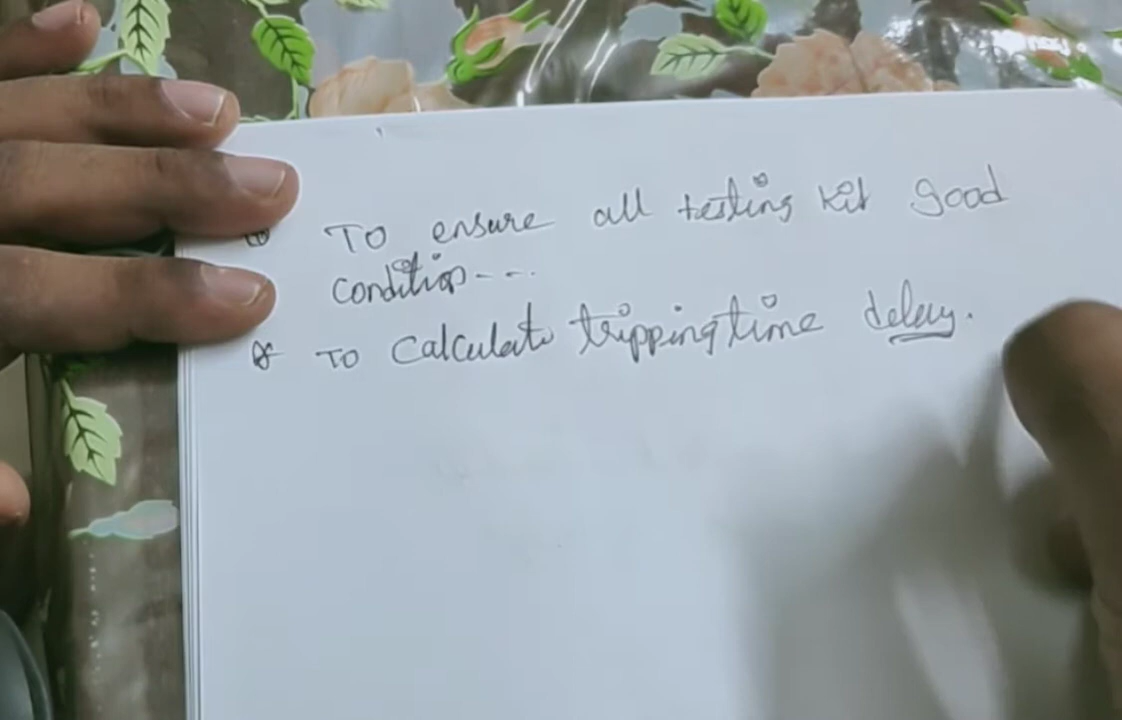 To ensure all testing kit good
condition----
* To calculate tripping time delay.